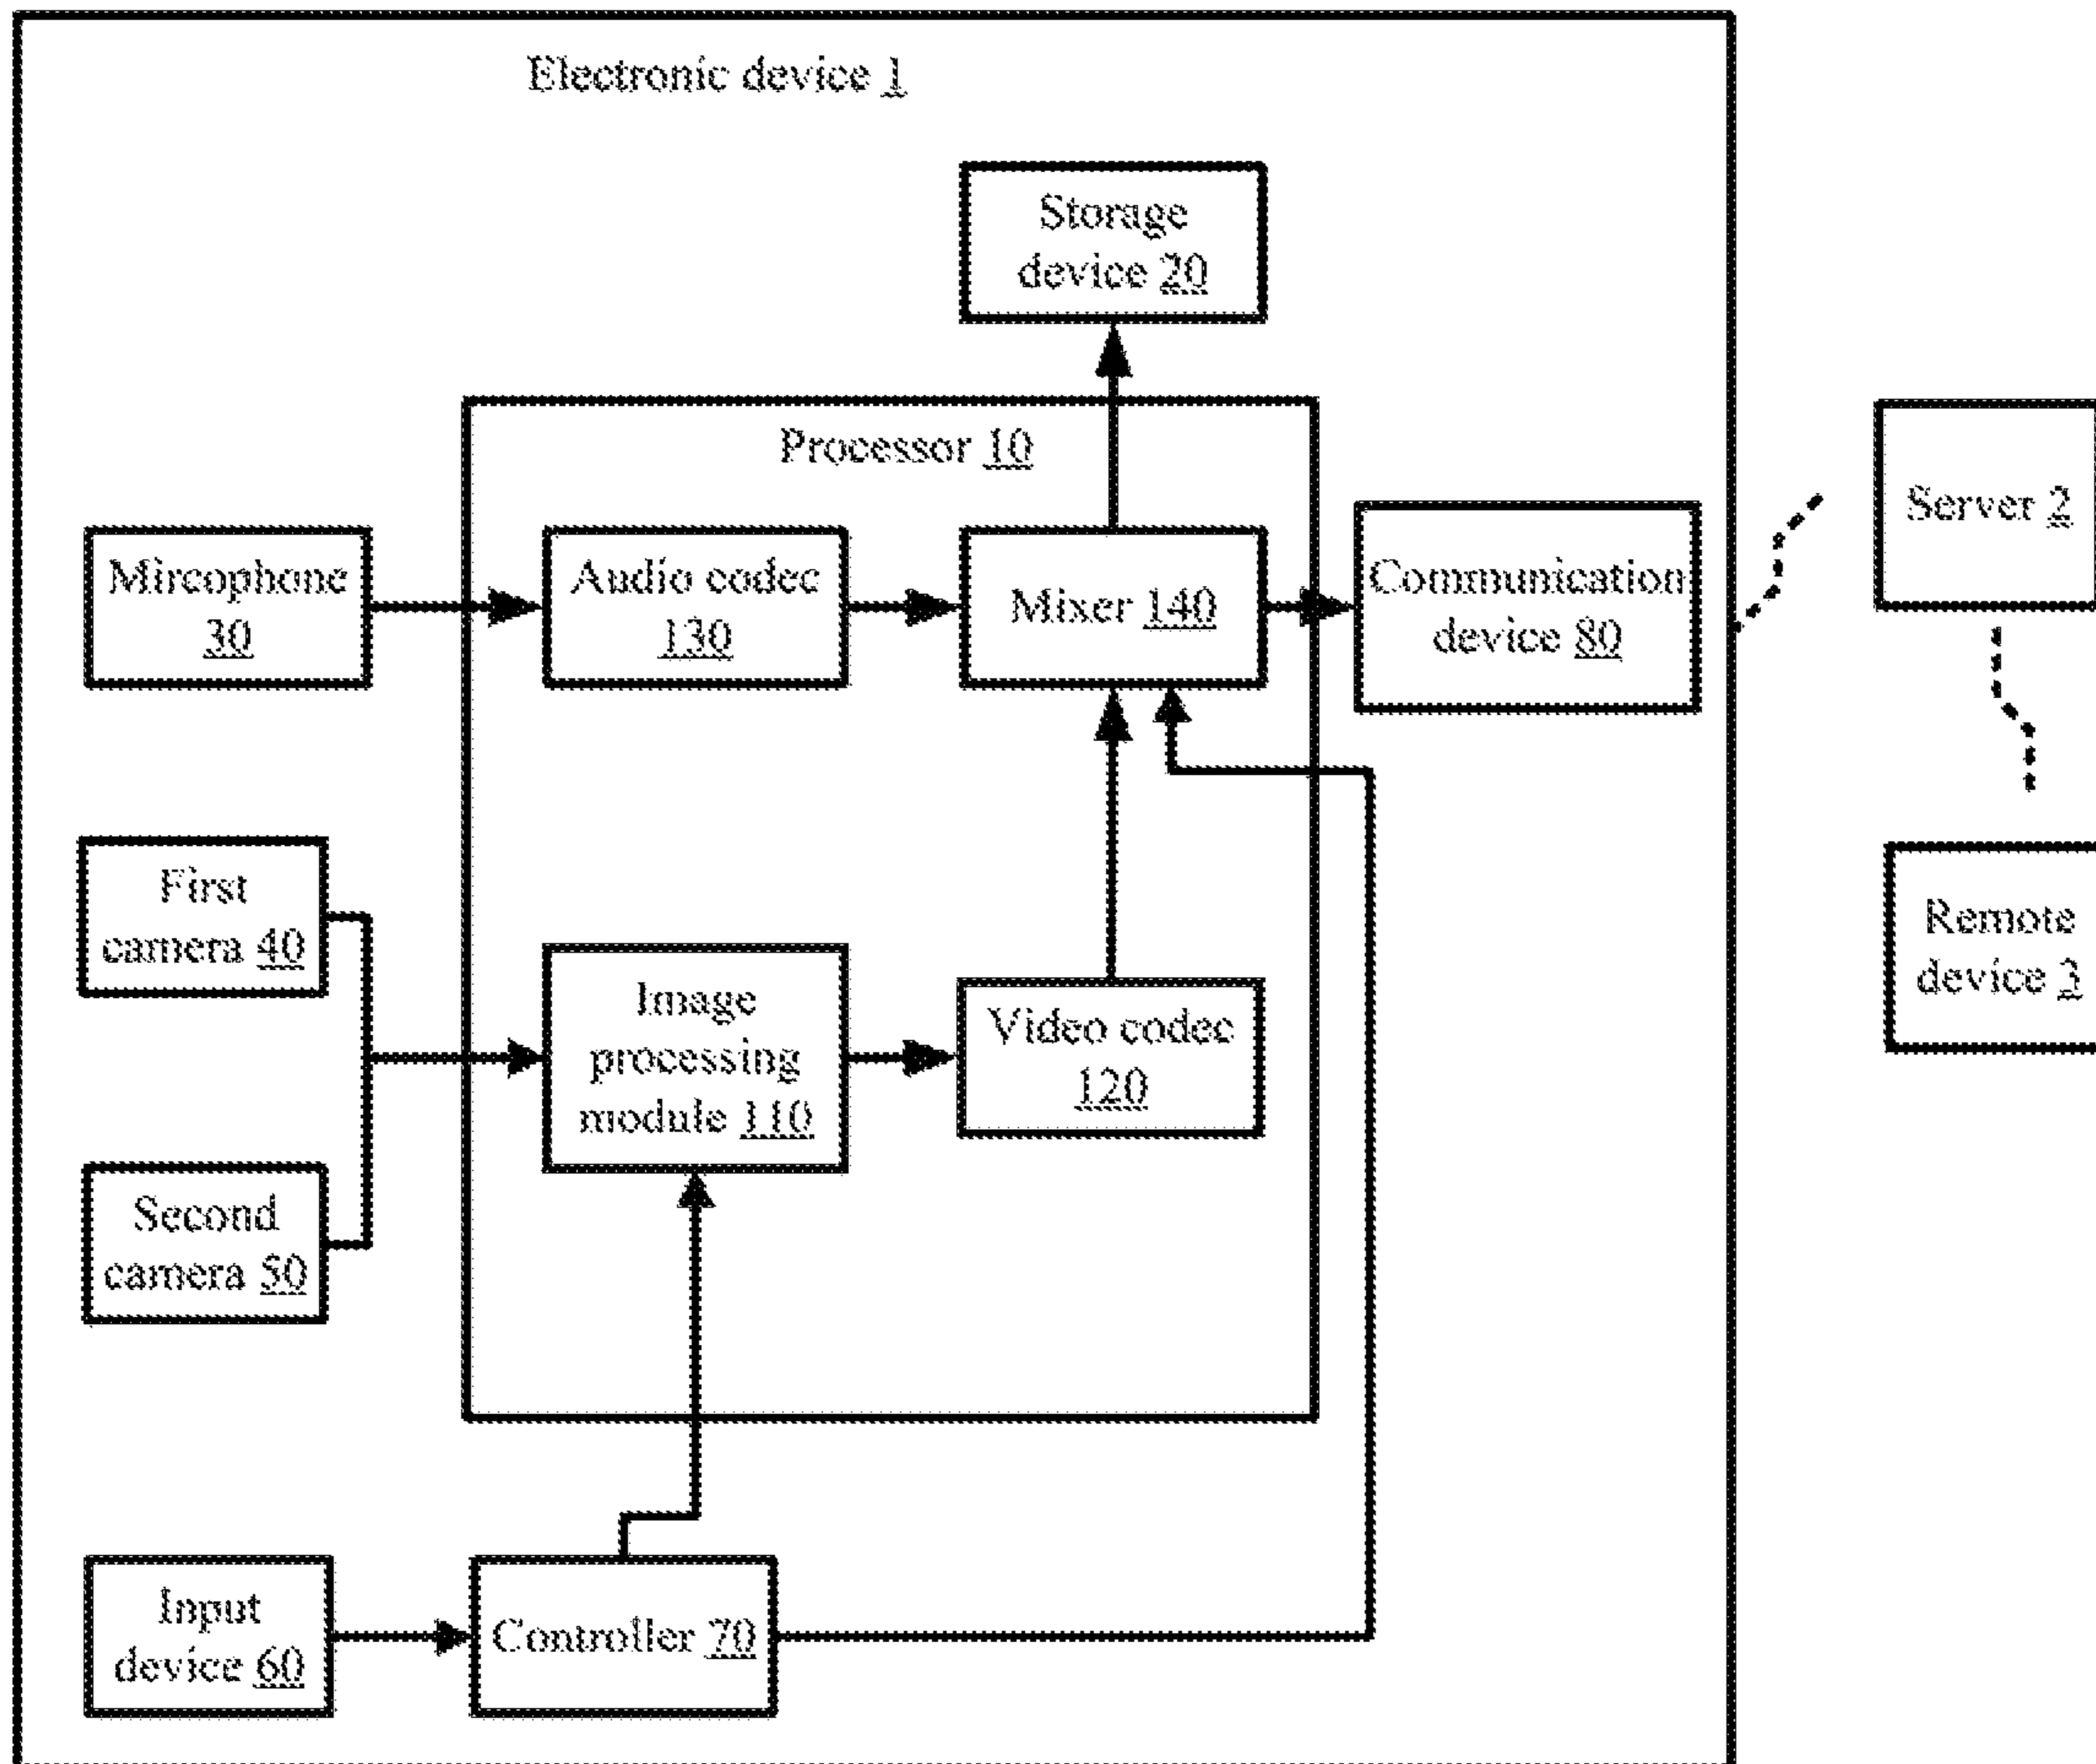 Electronic device 1
Storage
device 20
Processor 10
Mircophone
30
Audio codec
130
Mixer 140
Communication
device 80
Server 2
First
camera 40
Image
processing
module 110
Video codec
120
Remote
device 3
Second
camera 50
Input
device 60
Controller 70